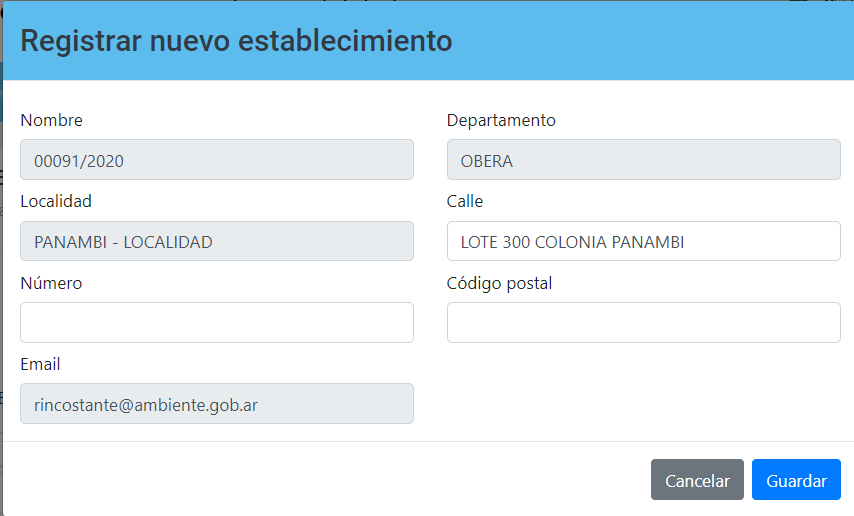 Registrar nuevo establecimiento
Nombre
00091/2020
Departamento
OBERA
Localidad
PANAMBI - LOCALIDAD
Calle
LOTE 300 COLONIA PANAMBI
Número
Código postal
Email
rincostante@ambiente.gob.ar
Cancelar
Guardar